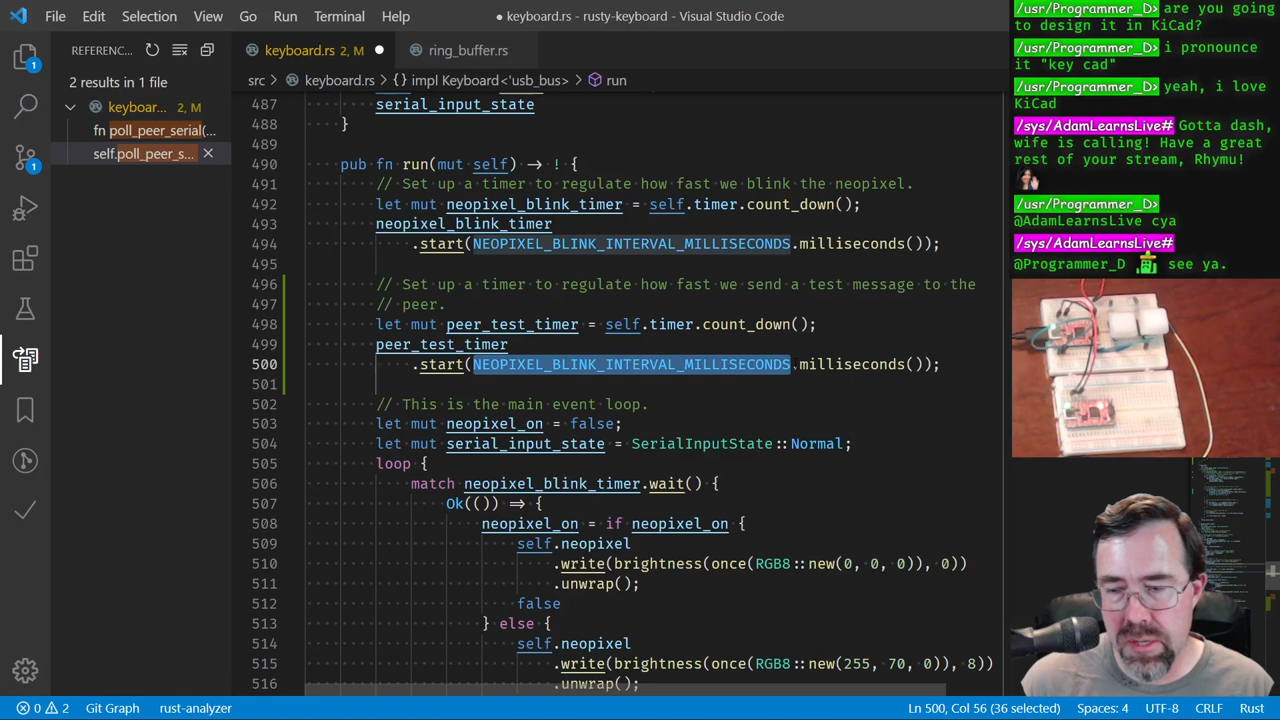 File Edit Selection View Go Run Terminal Help
● keyboard.rs - rusty-keyboard - Visual Studio Code
REFERENC...
2 results in 1 file
keyboar... 2, M
fn poll_peer_serial(...
self.poll_peer_s...
keyboard.rs 2, M ●
ring_buffer.rs
src > keyboard.rs > {} impl Keyboard<'usb_bus> > run
487 serial_input_state
488 }
489
490 pub fn run(mut self) -> ! {
491 // Set up a timer to regulate how fast we blink the neopixel.
492 let mut neopixel_blink_timer = self.timer.count_down();
493 neopixel_blink_timer
494 .start(NEOPIXEL_BLINK_INTERVAL_MILLISECONDS.milliseconds());
495
496 // Set up a timer to regulate how fast we send a test message to the
497 // peer.
498 let mut peer_test_timer = self.timer.count_down();
499 peer_test_timer
500 .start(NEOPIXEL_BLINK_INTERVAL_MILLISECONDS.milliseconds());
501
502 // This is the main event loop.
503 let mut neopixel_on = false;
504 let mut serial_input_state = SerialInputState::Normal;
505 loop {
506 match neopixel_blink_timer.wait() {
507 Ok(()) => {
508 neopixel_on = if neopixel_on {
509 self.neopixel
510 .write(brightness(once(RGB8::new(0, 0, 0)), 0))
511 .unwrap();
512 false
513 } else {
514 self.neopixel
515 .write(brightness(once(RGB8::new(255, 70, 0)), 8))
516 .unwrap();
/usr/Programmer_D> are you going
to design it in KiCad?
/usr/Programmer_D> i pronounce
it "key cad"
/usr/Programmer_D> yeah, i love
KiCad
/sys/AdamLearnsLive# Gotta dash,
wife is calling! Have a great
rest of your stream, Rhymu!
/usr/Programmer_D>
@AdamLearnsLive cya
/sys/AdamLearnsLive#
@Programmer_D see ya.
1
1
0 2 Git Graph rust-analyzer
Ln 500, Col 56 (36 selected) Spaces: 4 UTF-8 CRLF Rust